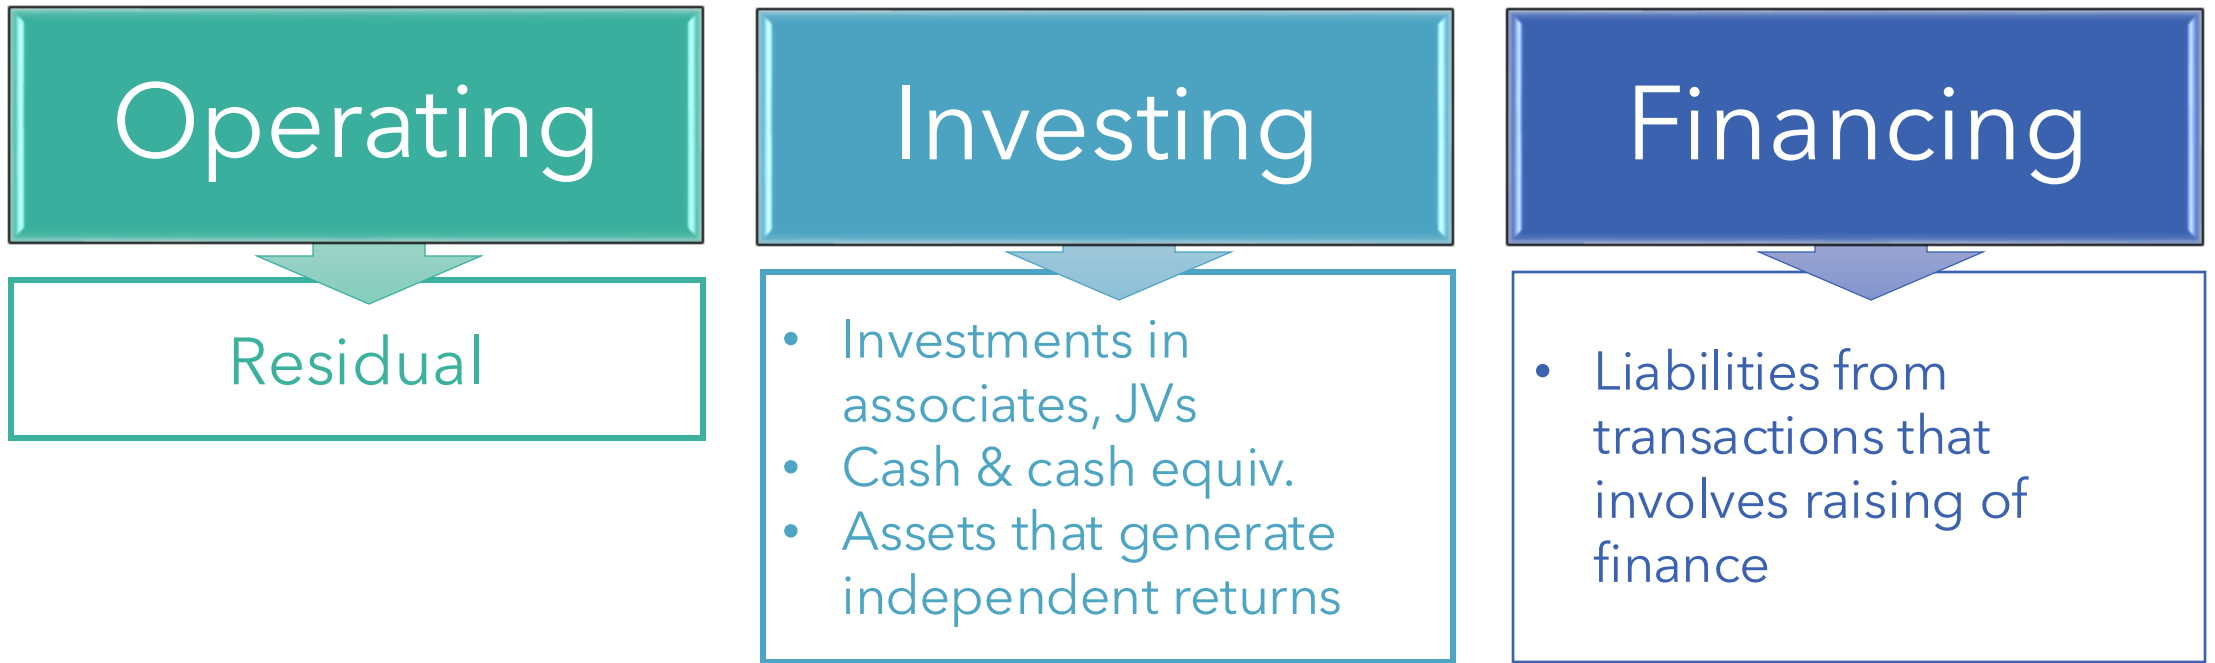 Operating
Residual
Investing
• Investments in
associates, JVs
• Cash & cash equiv.
• Assets that generate
independent returns
Financing
• Liabilities from
transactions that
involves raising of
finance